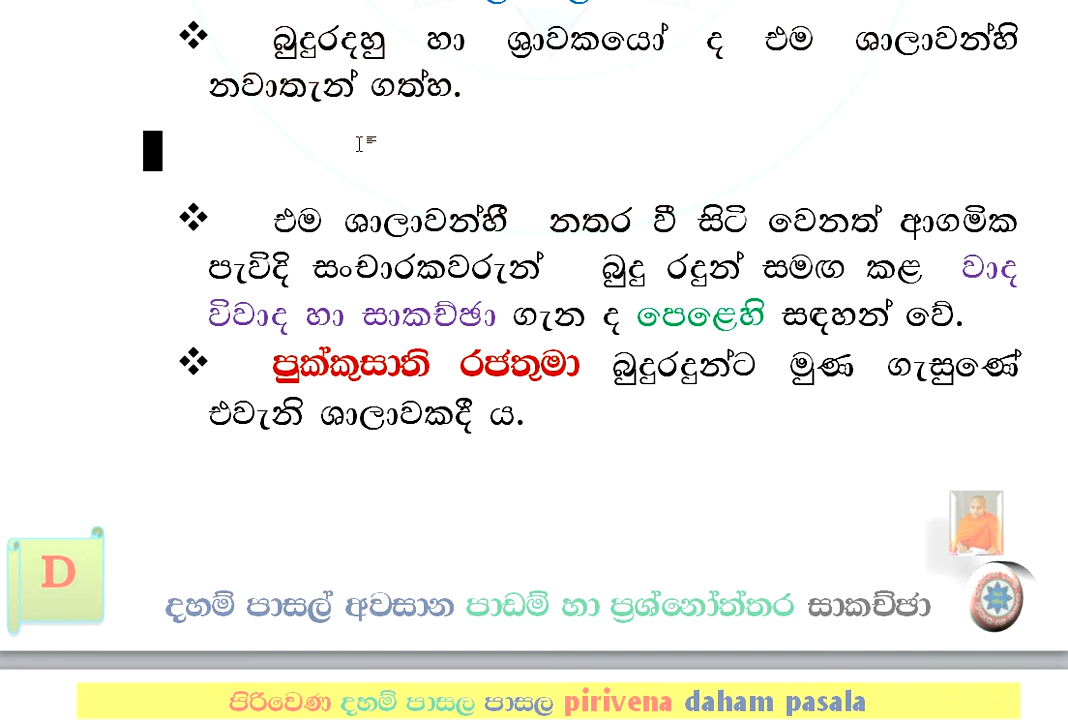 ❖ බුදුරදහු හා ශ්‍රාවකයෝ ද එම ශාලාවන්හි
නවාතැන් ගත්හ.
❖ එම ශාලාවන්හී නතර වී සිටි වෙනත් ආගමික
පැවිදි සංචාරකවරුන් බුදු රදුන් සමඟ කළ වාද
විවාද හා සාකච්ඡා ගැන ද පෙළෙහි සඳහන් වේ.
❖ පුක්කුසාති රජතුමා බුදුරදුන්ට මුණ ගැසුණේ
එවැනි ශාලාවකදී ය.
D
දහම් පාසල් අවසාන පාඩම් හා ප්‍රශ්නෝත්තර සාකච්ඡා
පිරිවෙණ දහම් පාසල පාසල pirivena daham pasala